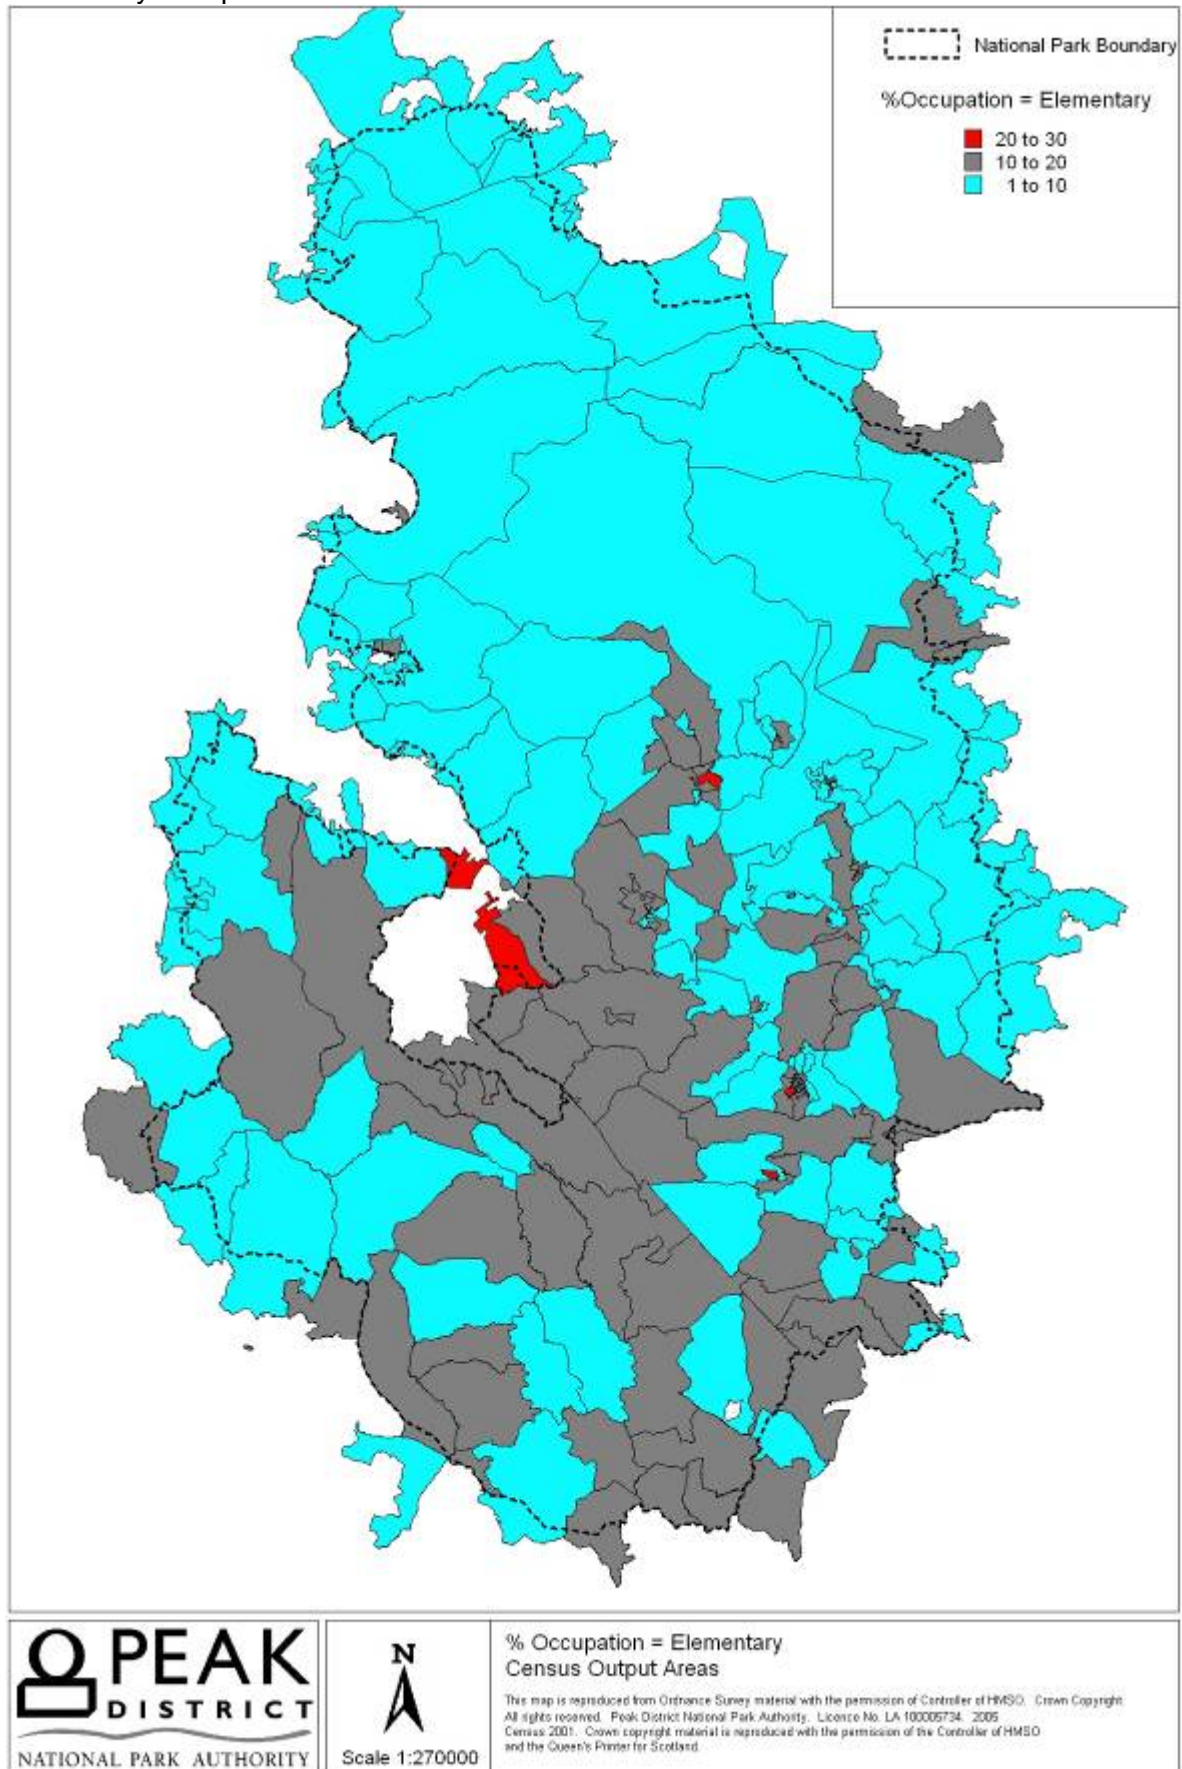 National Park Boundary
%Occupation = Elementary
20 to 30
10 to 20
1 to 10
PEAK
DISTRICT
NATIONAL PARK AUTHORITY
N
Scale 1:270000
% Occupation = Elementary
Census Output Areas
This map is reproduced from Ordnance Survey material with the permission of Controller of HMSO. Crown Copyright.
All rights reserved. Peak District National Park Authority. Licence No. LA 100005734. 2005
Census 2001. Crown copyright material is reproduced with the permission of the Controller of HMSO
and the Queen's Printer for Scotland.